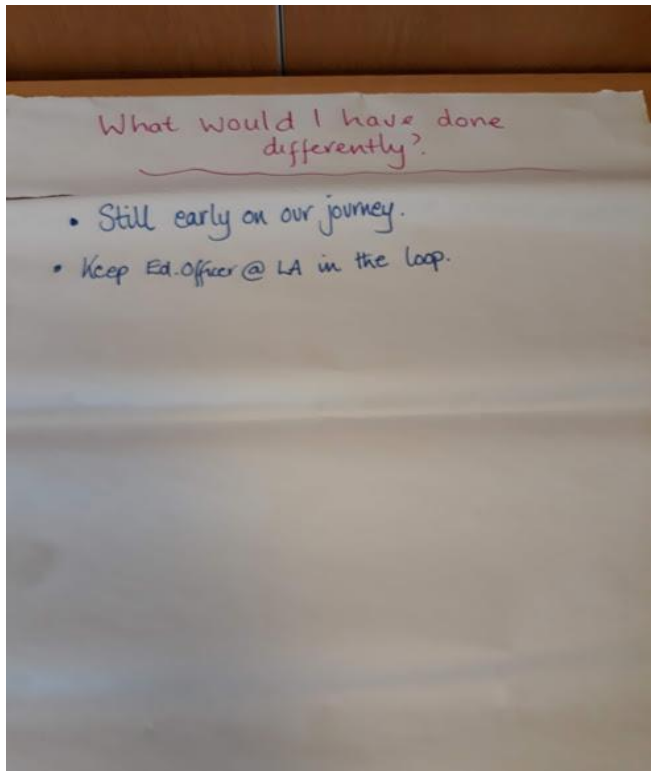 What would I have done
differently?
• Still early on our journey.
• Keep Ed. Officer @ LA in the loop.